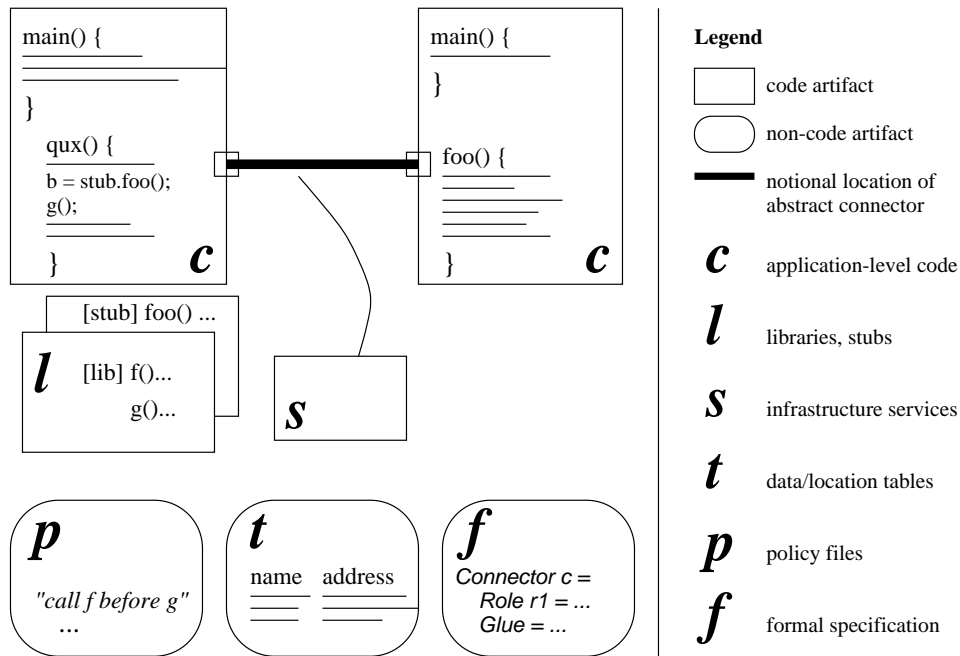 main() {
}
qux() {
b = stub.foo();
g();
}
c
main() {
}
foo() {
}
c
[stub] foo() ...
l
[lib] f()...
g()...
s
p
"call f before g"
...
t
name address
f
Connector c =
Role r1 = ...
Glue = ...
Legend
code artifact
non-code artifact
notional location of
abstract connector
c application-level code
l libraries, stubs
s infrastructure services
t data/location tables
p policy files
f formal specification